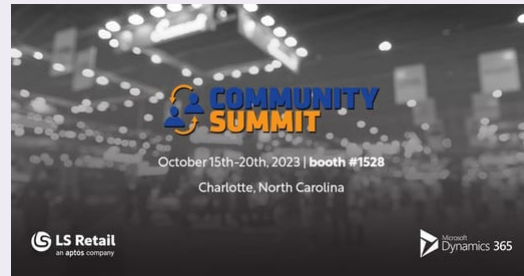 COMMUNITY
SUMMIT
October 15th-20th, 2023 | booth #1528
Charlotte, North Carolina
LS Retail
an aptos company
Microsoft
Dynamics 365